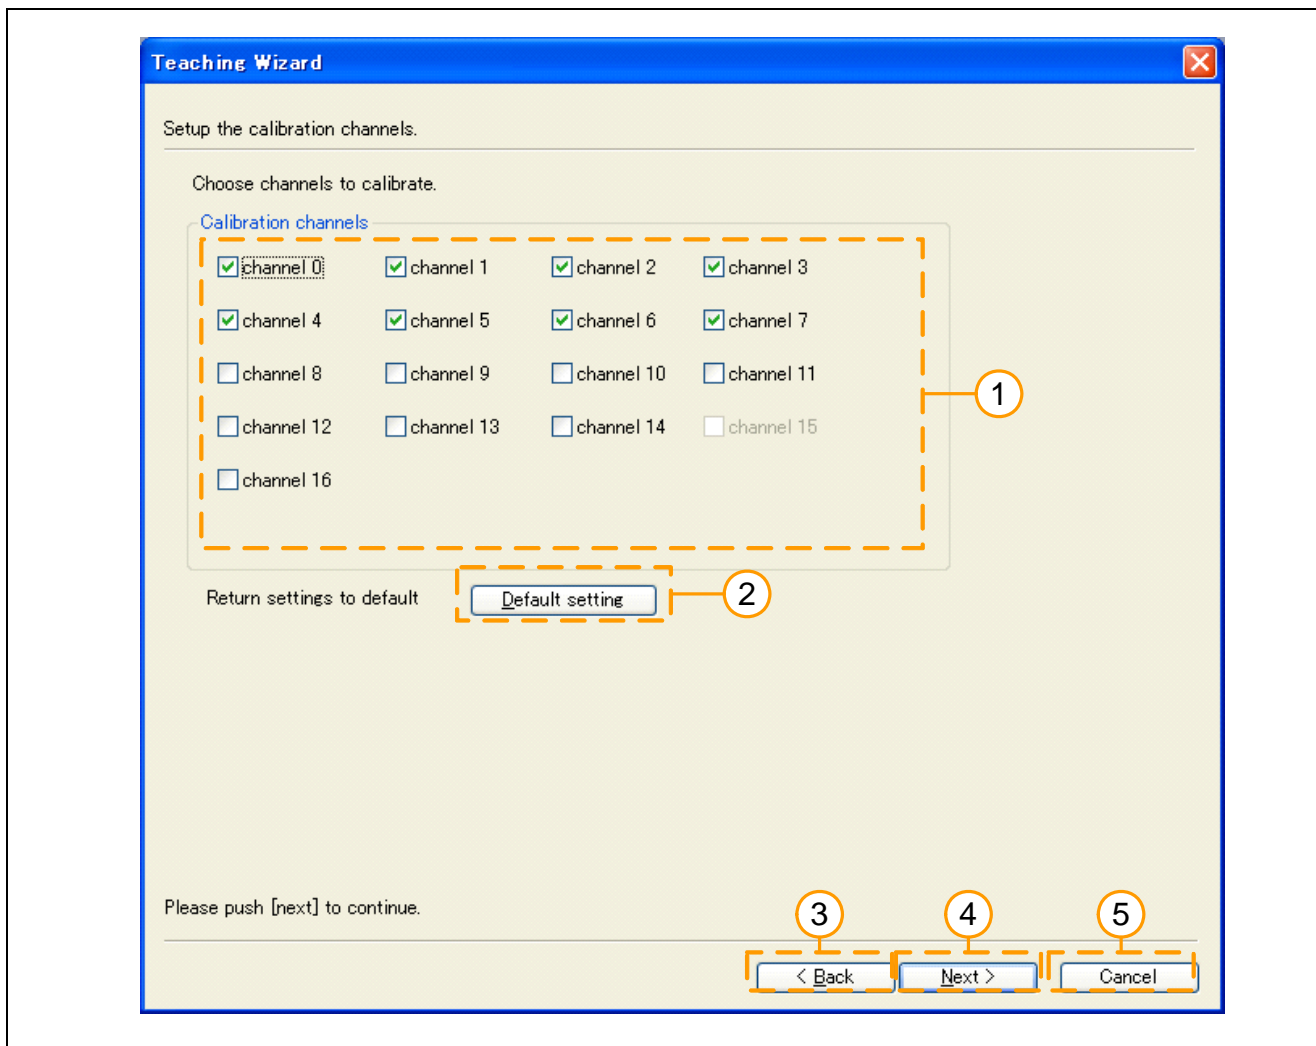 Teaching Wizard
Setup the calibration channels.
Choose channels to calibrate.
Calibration channels
channel 0 channel 1 channel 2 channel 3
channel 4 channel 5 channel 6 channel 7
channel 8 channel 9 channel 10 channel 11
1
channel 12 channel 13 channel 14 channel 15
channel 16
Return settings to default Default setting 2
Please push [next] to continue.
3 4 5
< Back Next > Cancel